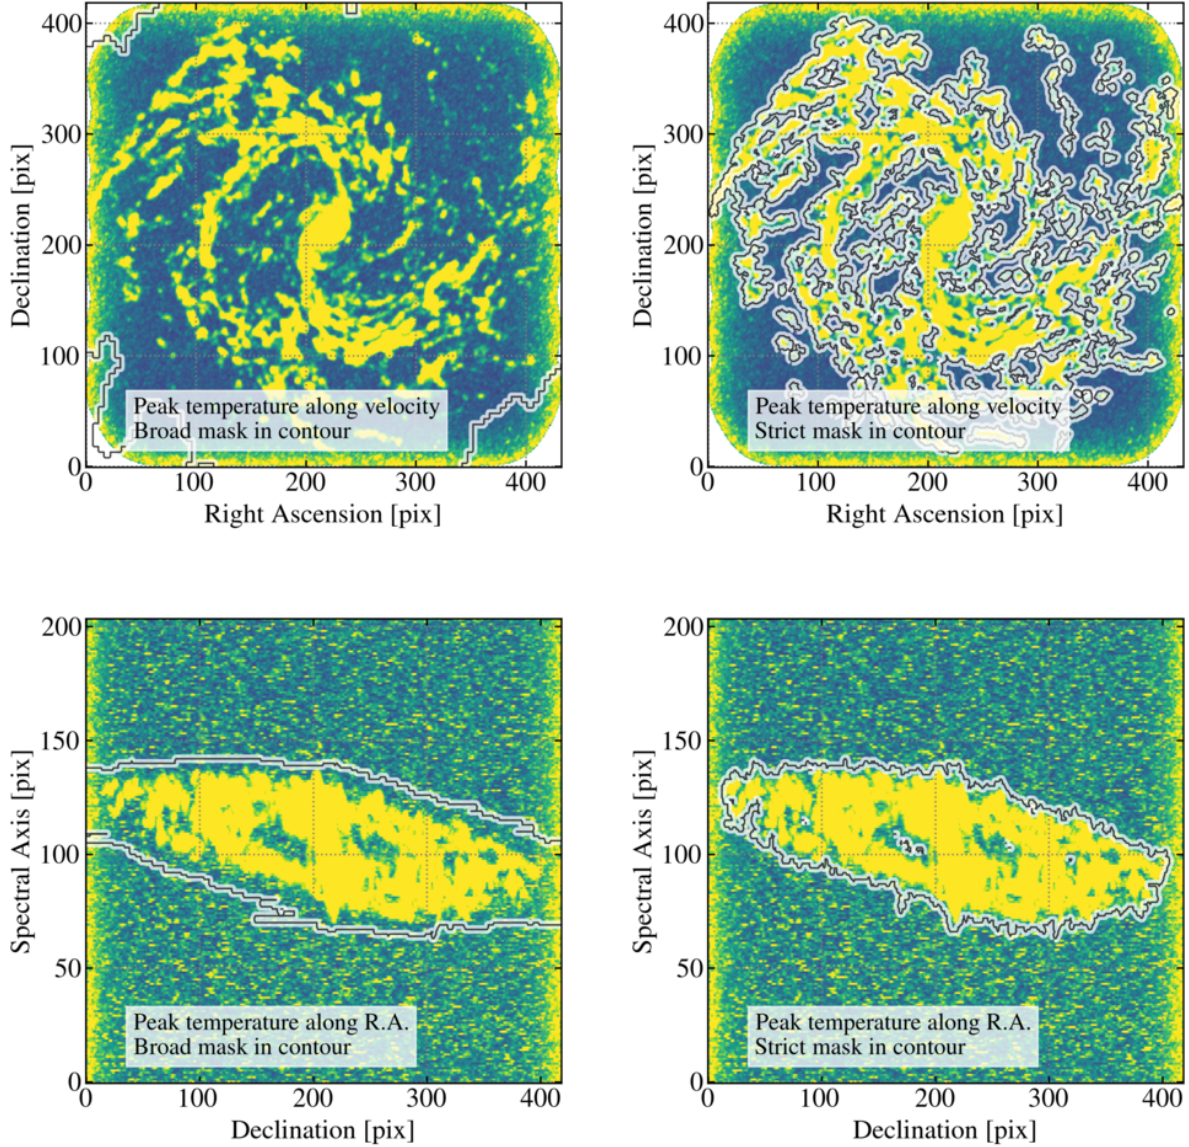 400
300
200
100
0
Declination [pix]
Peak temperature along velocity
Broad mask in contour
0 100 200 300 400
Right Ascension [pix]
400
300
200
100
0
Declination [pix]
Peak temperature along velocity
Strict mask in contour
0 100 200 300 400
Right Ascension [pix]
200
150
100
50
0
Spectral Axis [pix]
Peak temperature along R.A.
Broad mask in contour
0 100 200 300 400
Declination [pix]
200
150
100
50
0
Spectral Axis [pix]
Peak temperature along R.A.
Strict mask in contour
0 100 200 300 400
Declination [pix]